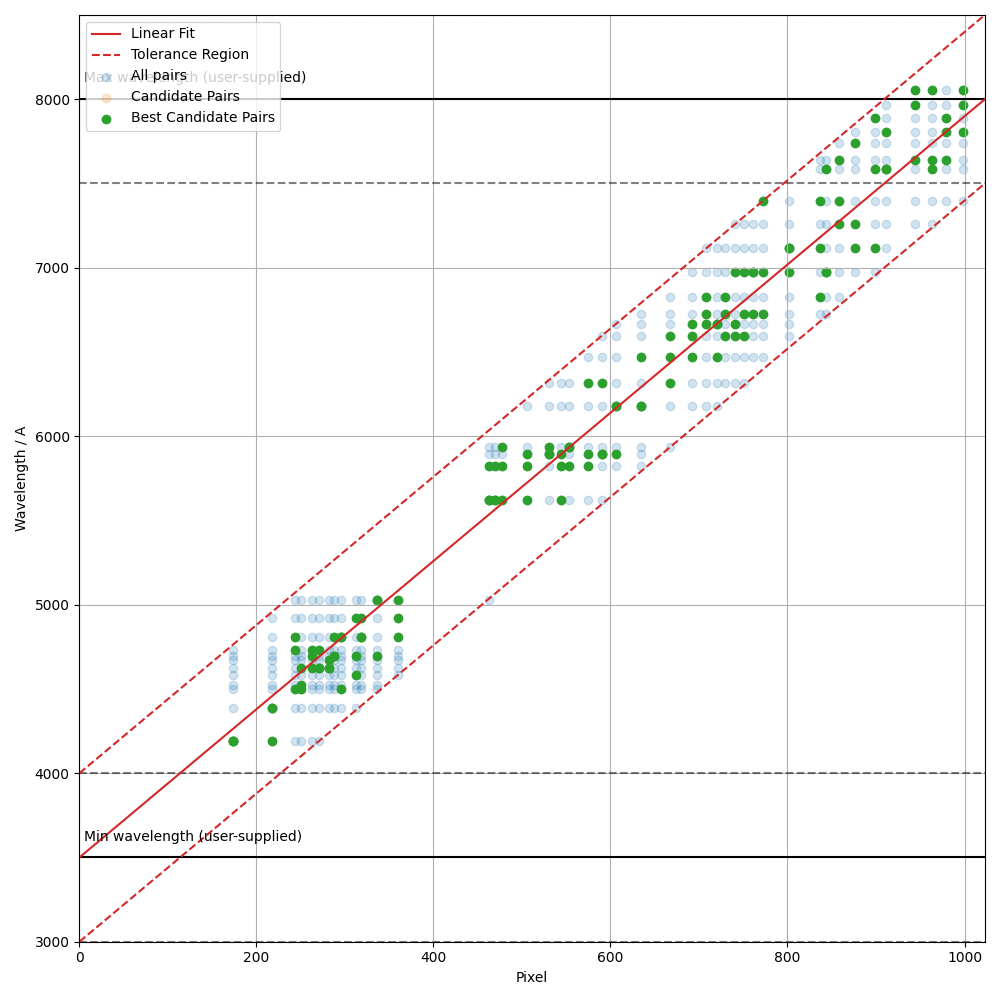 Linear Fit
Tolerance Region
All pairs
Candidate Pairs
Best Candidate Pairs
Max wavelength (user-supplied)
Min wavelength (user-supplied)
8000
7000
6000
5000
4000
3000
Wavelength / A
0 200 400 600 800 1000
Pixel